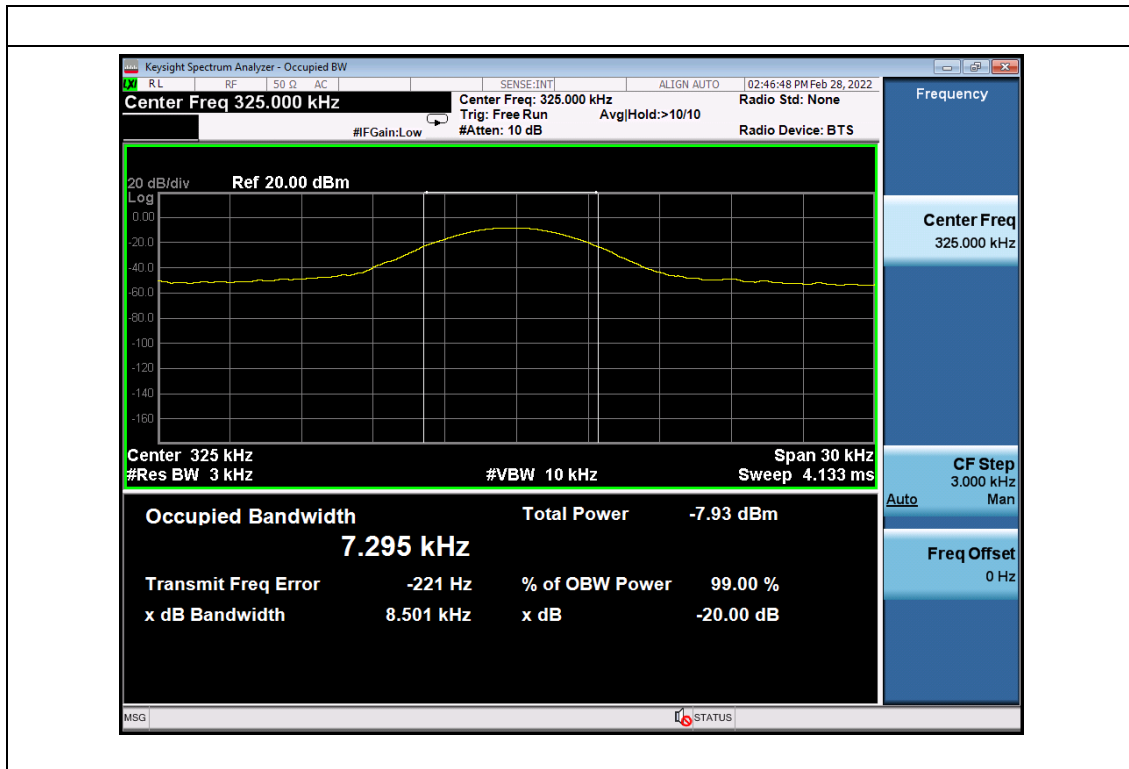 Keysight Spectrum Analyzer - Occupied BW
LXI RL RF 50 Ω AC SENSE:INT ALIGN AUTO 02:46:48 PM Feb 28, 2022
Center Freq 325.000 kHz Center Freq: 325.000 kHz Radio Std: None
Trig: Free Run Avg|Hold:>10/10
#IFGain:Low #Atten: 10 dB Radio Device: BTS
20 dB/div Ref 20.00 dBm
Log
0.00
-20.0
-40.0
-60.0
-80.0
-100
-120
-140
-160
Center 325 kHz Span 30 kHz
#Res BW 3 kHz #VBW 10 kHz Sweep 4.133 ms
Occupied Bandwidth Total Power -7.93 dBm
7.295 kHz
Transmit Freq Error -221 Hz % of OBW Power 99.00 %
x dB Bandwidth 8.501 kHz x dB -20.00 dB
MSG STATUS
Frequency
Center Freq
325.000 kHz
CF Step
3.000 kHz
Auto Man
Freq Offset
0 Hz